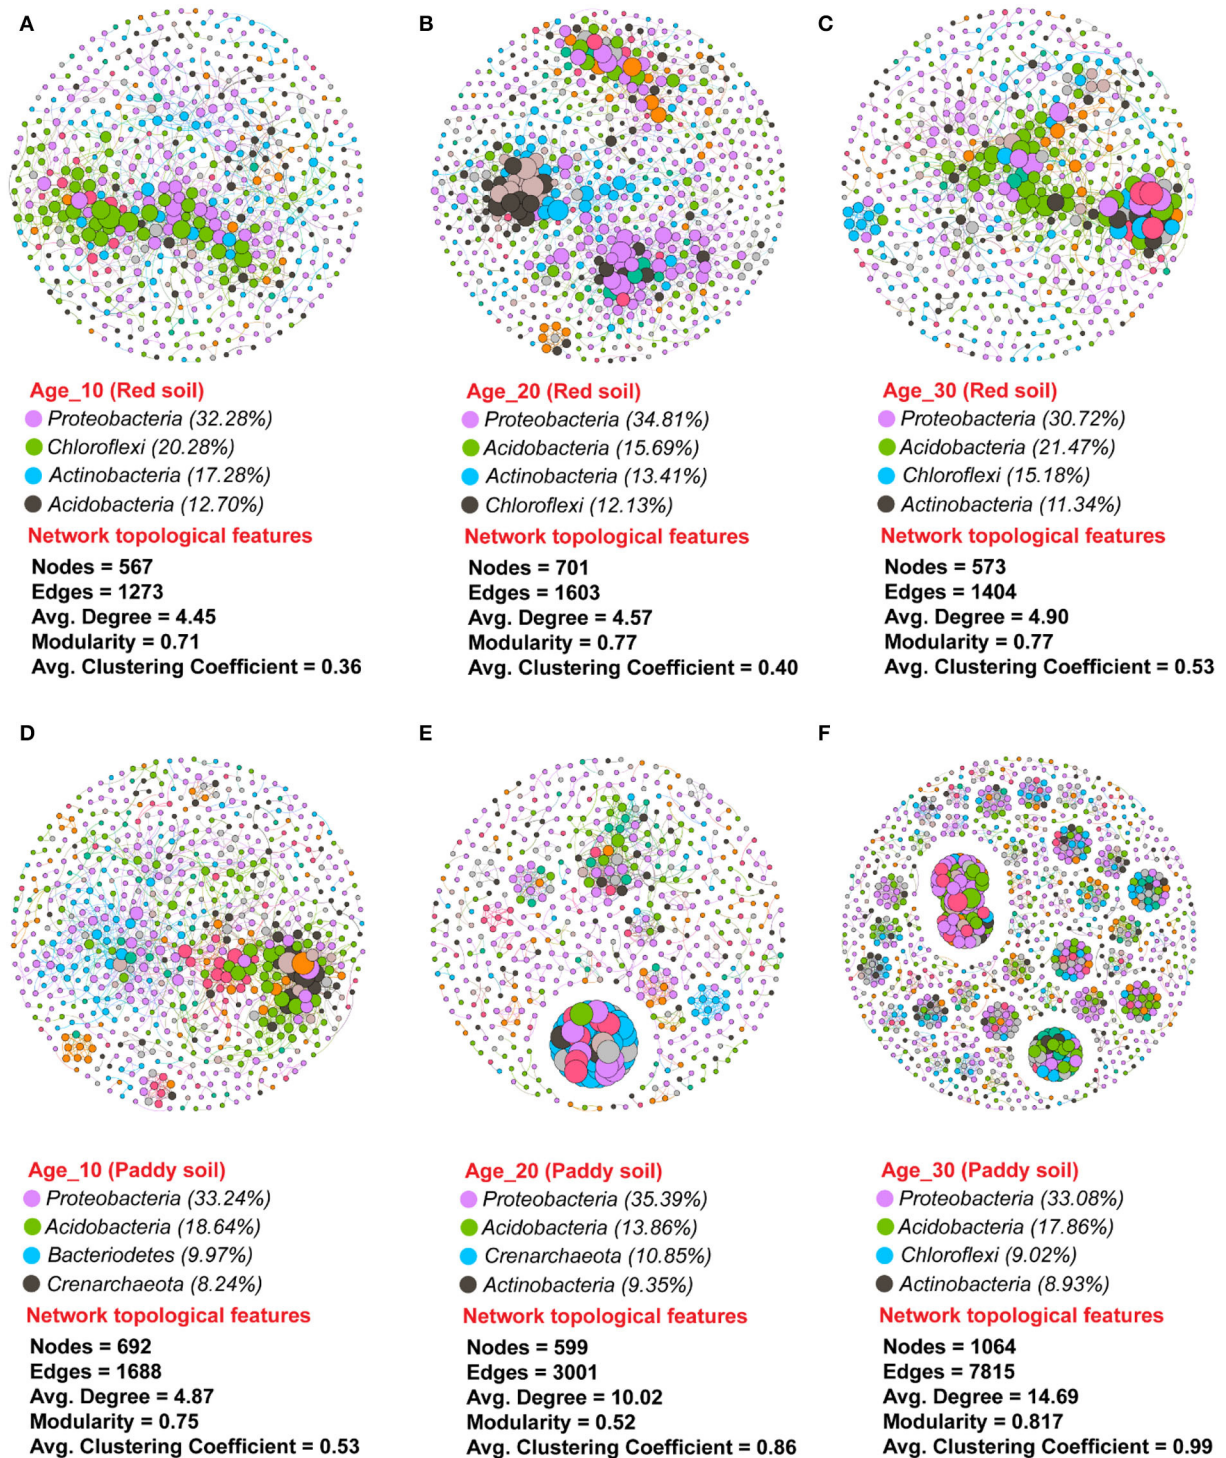 A
B
C
Age_10 (Red soil)
Proteobacteria (32.28%)
Chloroflexi (20.28%)
Actinobacteria (17.28%)
Acidobacteria (12.70%)
Network topological features
Nodes = 567
Edges = 1273
Avg. Degree = 4.45
Modularity = 0.71
Avg. Clustering Coefficient = 0.36
Age_20 (Red soil)
Proteobacteria (34.81%)
Acidobacteria (15.69%)
Actinobacteria (13.41%)
Chloroflexi (12.13%)
Network topological features
Nodes = 701
Edges = 1603
Avg. Degree = 4.57
Modularity = 0.77
Avg. Clustering Coefficient = 0.40
Age_30 (Red soil)
Proteobacteria (30.72%)
Acidobacteria (21.47%)
Chloroflexi (15.18%)
Actinobacteria (11.34%)
Network topological features
Nodes = 573
Edges = 1404
Avg. Degree = 4.90
Modularity = 0.77
Avg. Clustering Coefficient = 0.53
D
E
F
Age_10 (Paddy soil)
Proteobacteria (33.24%)
Acidobacteria (18.64%)
Bacteriodetes (9.97%)
Crenarchaeota (8.24%)
Network topological features
Nodes = 692
Edges = 1688
Avg. Degree = 4.87
Modularity = 0.75
Avg. Clustering Coefficient = 0.53
Age_20 (Paddy soil)
Proteobacteria (35.39%)
Acidobacteria (13.86%)
Crenarchaeota (10.85%)
Actinobacteria (9.35%)
Network topological features
Nodes = 599
Edges = 3001
Avg. Degree = 10.02
Modularity = 0.52
Avg. Clustering Coefficient = 0.86
Age_30 (Paddy soil)
Proteobacteria (33.08%)
Acidobacteria (17.86%)
Chloroflexi (9.02%)
Actinobacteria (8.93%)
Network topological features
Nodes = 1064
Edges = 7815
Avg. Degree = 14.69
Modularity = 0.817
Avg. Clustering Coefficient = 0.99